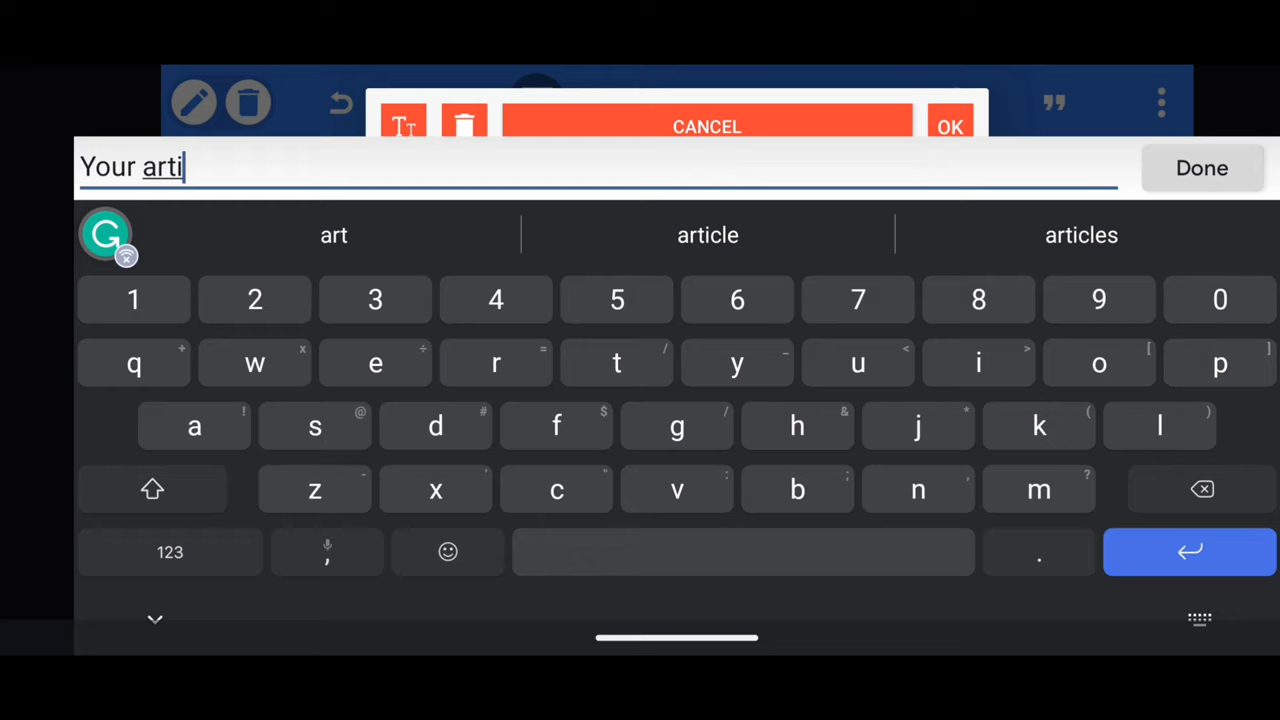 Tт
CANCEL
OK
Your arti
Done
art article articles
1 2 3 4 5 6 7 8 9 0
q + w x e ÷ r = t / y _ u < i > o [ p ]
a ! s @ d # f $ g / h & j * k ( l )
z - x ' c " v : b ; n , m ?
123 , .